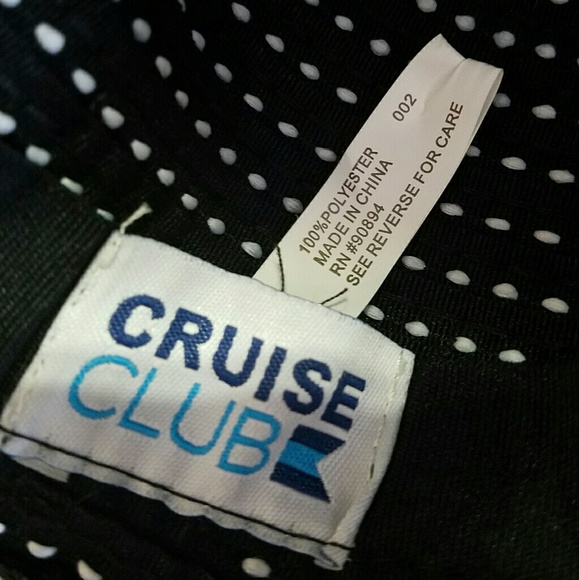 002
100%POLYESTER
MADE IN CHINA
RN #90894
SEE REVERSE FOR CARE
CRUISE
CLUB